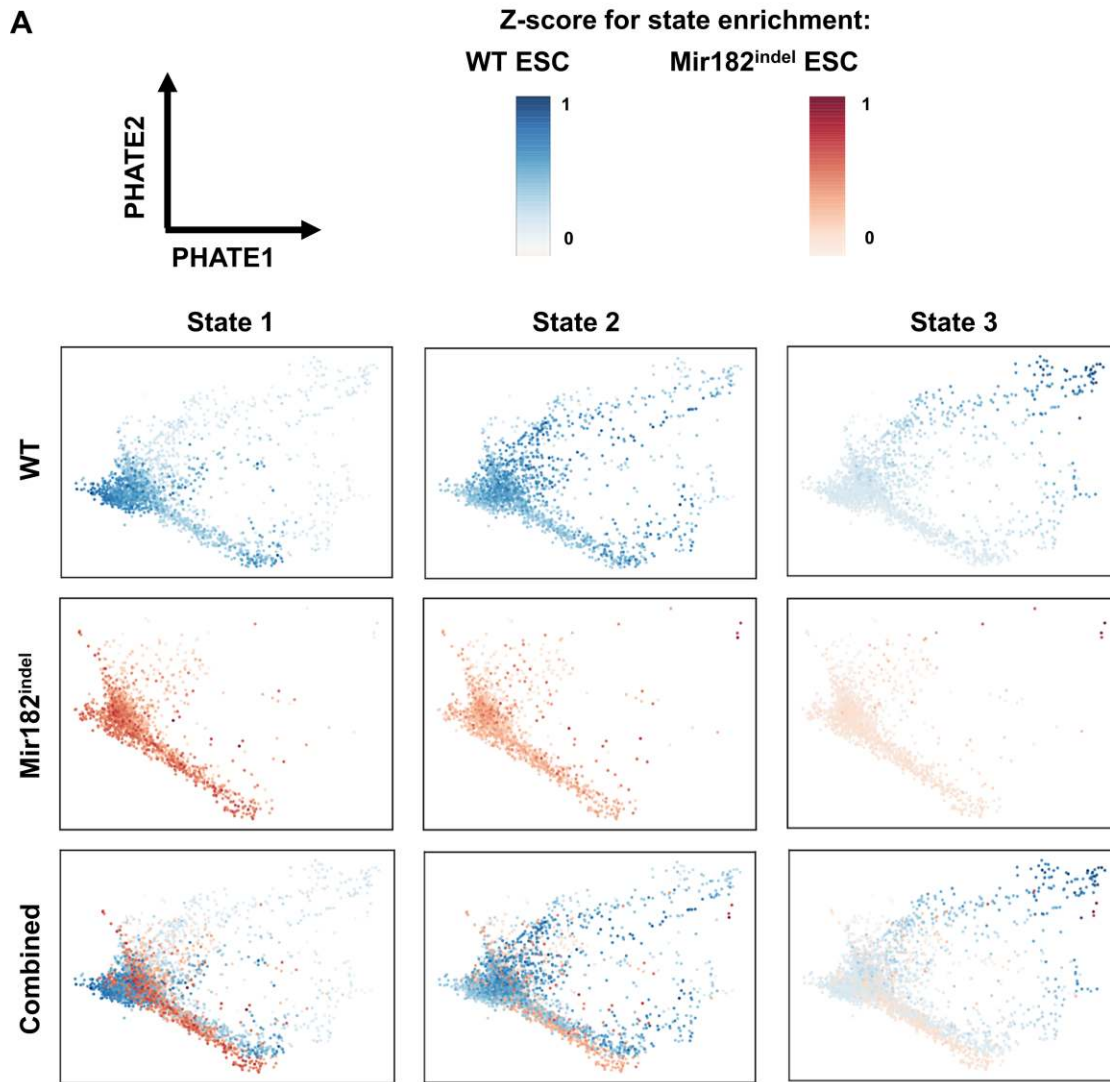 A
Z-score for state enrichment:
WT ESC
Mir182indel ESC
1
0
1
0
PHATE2
PHATE1
State 1
State 2
State 3
WT
Mir182indel
Combined